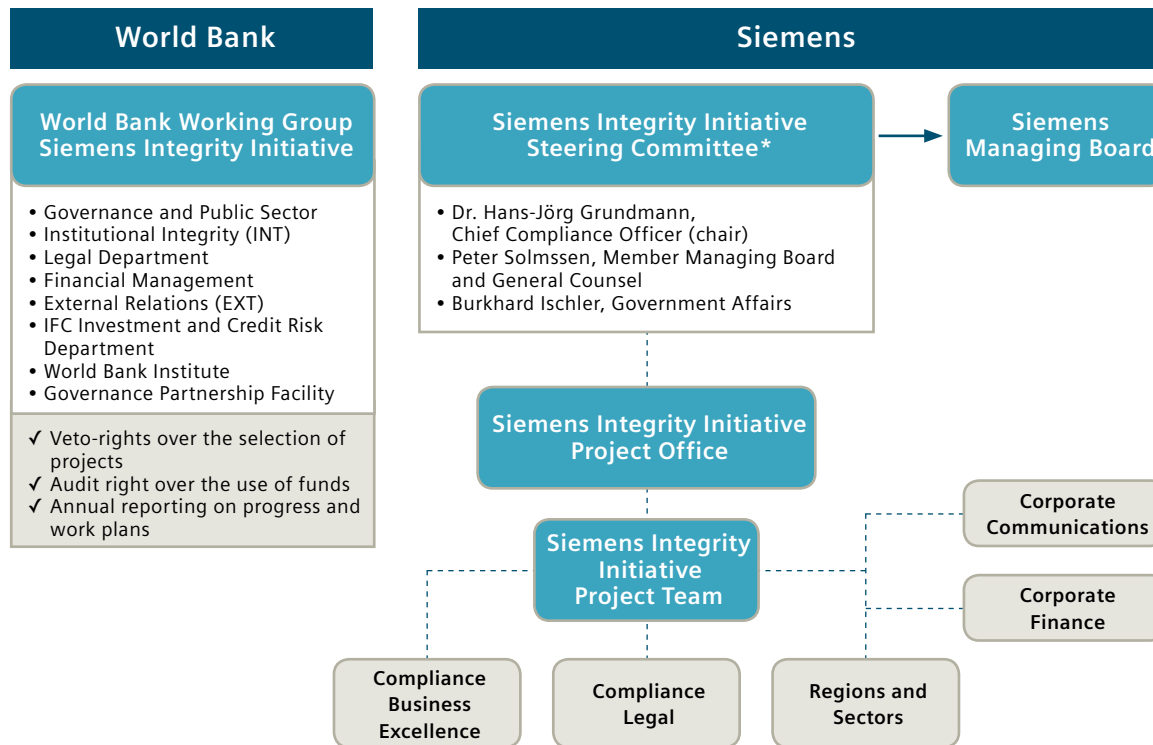 World Bank
World Bank Working Group
Siemens Integrity Initiative
• Governance and Public Sector
• Institutional Integrity (INT)
• Legal Department
• Financial Management
• External Relations (EXT)
• IFC Investment and Credit Risk
Department
• World Bank Institute
• Governance Partnership Facility
✓ Veto-rights over the selection of
projects
✓ Audit right over the use of funds
✓ Annual reporting on progress and
work plans
Siemens
Siemens Integrity Initiative
Steering Committee*
• Dr. Hans-Jörg Grundmann,
Chief Compliance Officer (chair)
• Peter Solmssen, Member Managing Board
and General Counsel
• Burkhard Ischler, Government Affairs
Siemens
Managing Board
Siemens Integrity Initiative
Project Office
Siemens Integrity
Initiative
Project Team
Corporate
Communications
Corporate
Finance
Compliance
Business
Excellence
Compliance
Legal
Regions and
Sectors